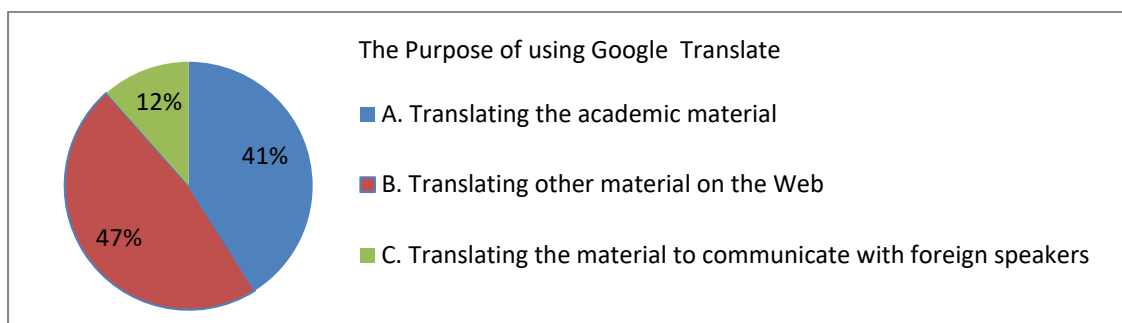 The Purpose of using Google Translate
12%
A. Translating the academic material
41%
B. Translating other material on the Web
47%
C. Translating the material to communicate with foreign speakers